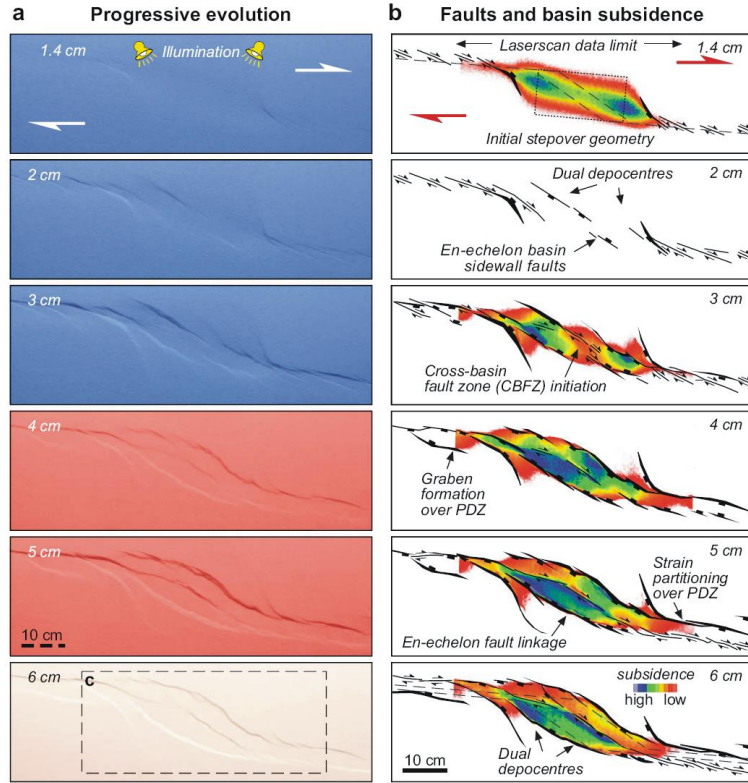 a
Progressive evolution
1.4 cm
Illumination
2 cm
3 cm
4 cm
5 cm
10 cm
6 cm
c
b
Faults and basin subsidence
Laserscan data limit
1.4 cm
Initial stepover geometry
Dual depocentres
2 cm
En-echelon basin
sidewall faults
3 cm
Cross-basin
fault zone (CBFZ) initiation
4 cm
Graben
formation
over PDZ
5 cm
Strain
partitioning
over PDZ
En-echelon fault linkage
subsidence
high low
6 cm
Dual
depocentres
10 cm